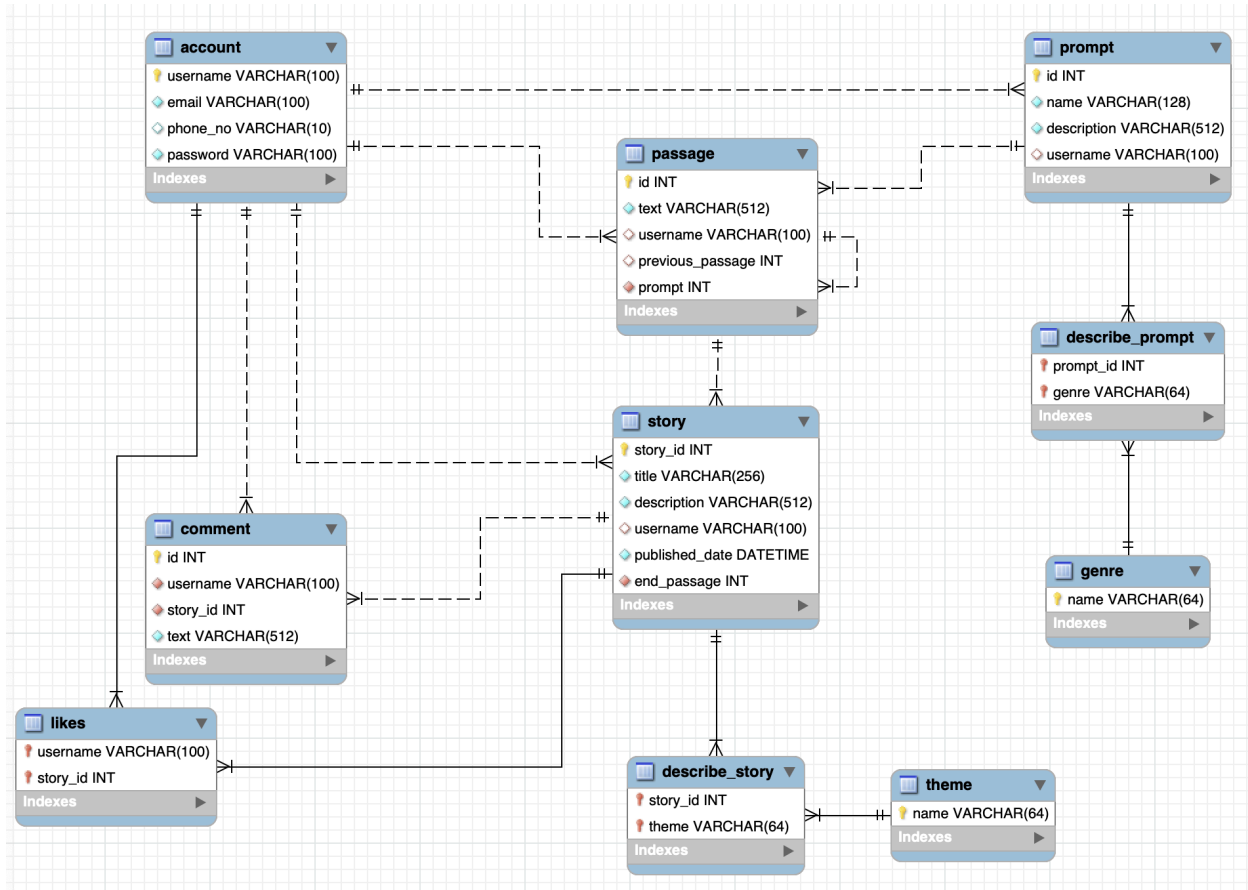 account
username VARCHAR(100)
email VARCHAR(100)
phone_no VARCHAR(10)
password VARCHAR(100)
Indexes
prompt
id INT
name VARCHAR(128)
description VARCHAR(512)
username VARCHAR(100)
Indexes
passage
id INT
text VARCHAR(512)
username VARCHAR(100)
previous_passage INT
prompt INT
Indexes
describe_prompt
prompt_id INT
genre VARCHAR(64)
Indexes
story
story_id INT
title VARCHAR(256)
description VARCHAR(512)
username VARCHAR(100)
published_date DATETIME
end_passage INT
Indexes
comment
id INT
username VARCHAR(100)
story_id INT
text VARCHAR(512)
Indexes
genre
name VARCHAR(64)
Indexes
likes
username VARCHAR(100)
story_id INT
Indexes
describe_story
story_id INT
theme VARCHAR(64)
Indexes
theme
name VARCHAR(64)
Indexes